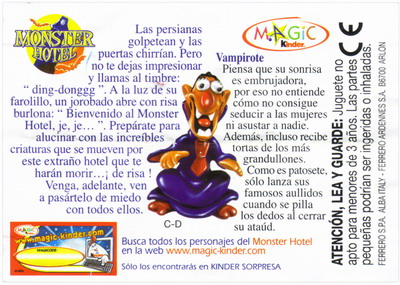 MONSTER
HOTEL
Las persianas
golpetean y las
puertas chirrían.
Pero no te
dejas impresionar
y llamas al timbre:
“ ding-donggg ”. A la luz de su
farolillo, un jorobado abre con risa
burlona: “ Bienvenido al Monster
Hotel, je, je… ”. Prepárate para
alucinar con las increíbles
criaturas que se mueven por
este extraño hotel que te
harán morir…¡ de risa !
Venga, adelante, ven
a pasártelo de miedo
con todos ellos.
MAGiC
Kinder
Vampirote
Piensa que su sonrisa
es embrujadora,
por eso no entiende
cómo no consigue
seducir a las mujeres
ni asustar a nadie.
Además, incluso recibe
tortas de los más
grandullones.
Como es patosete,
sólo lanza sus
famosos aullidos
cuando se pilla
los dedos al cerrar
su ataúd.
C-D
MAGiC
www.magic-kinder.com
MAGICODE
Busca todos los personajes del Monster Hotel
en la web www.magic-kinder.com
Sólo los encontrarás en KINDER SORPRESA
ATENCIÓN, LEA Y GUARDE: Juguete no
apto para menores de 3 años. Las partes
pequeñas podrían ser ingeridas o inhaladas.
FERRERO S.P.A. ALBA ITALY - FERRERO ARDENNES S.A. B6700 ARLON
CE